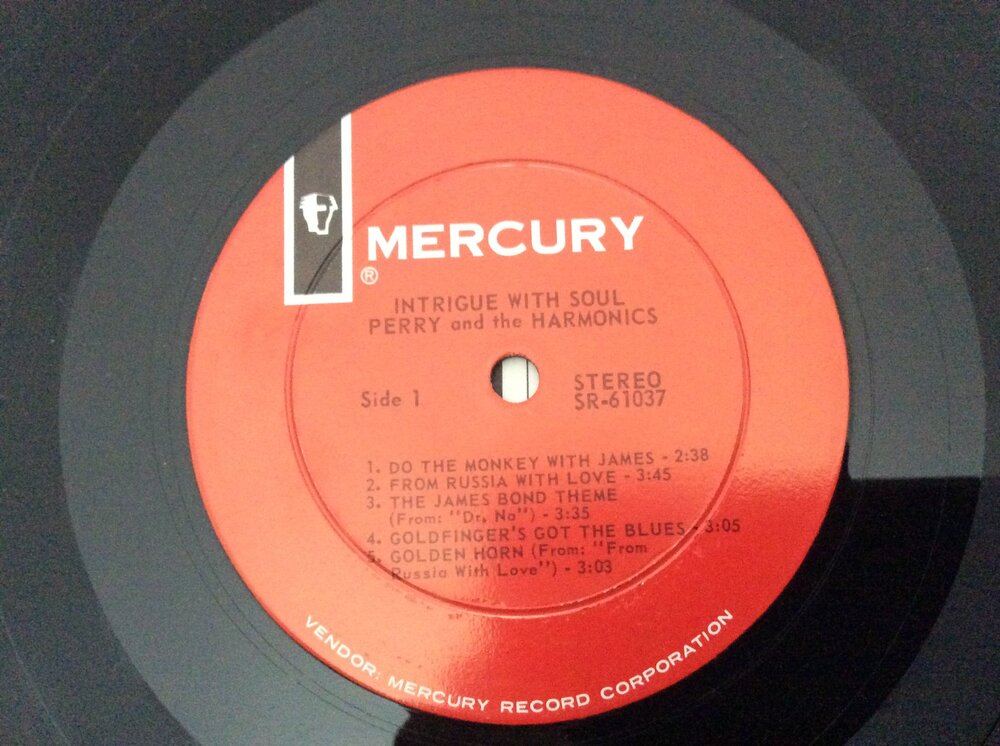 MERCURY
®
INTRIGUE WITH SOUL
PERRY and the HARMONICS
Side 1
STEREO
SR-61037
1. DO THE MONKEY WITH JAMES - 2:38
2. FROM RUSSIA WITH LOVE - 3:45
3. THE JAMES BOND THEME
(From: "Dr. No") - 3:35
4. GOLDFINGER'S GOT THE BLUES - 3:05
5. GOLDEN HORN (From: "From
Russia With Love") - 3:03
VENDOR: MERCURY RECORD CORPORATION